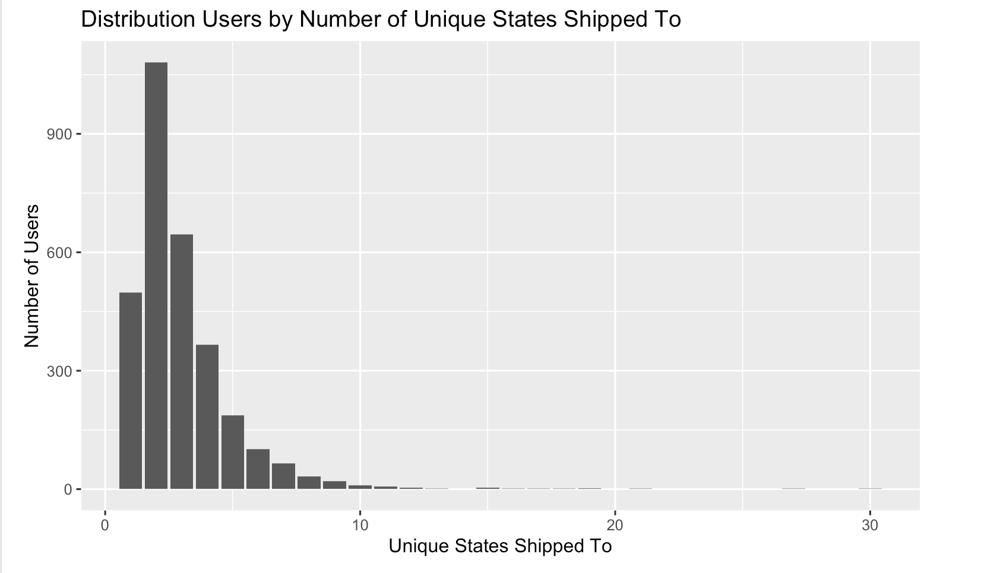 Distribution Users by Number of Unique States Shipped To
Number of Users
900
600
300
0
0
10
20
30
Unique States Shipped To